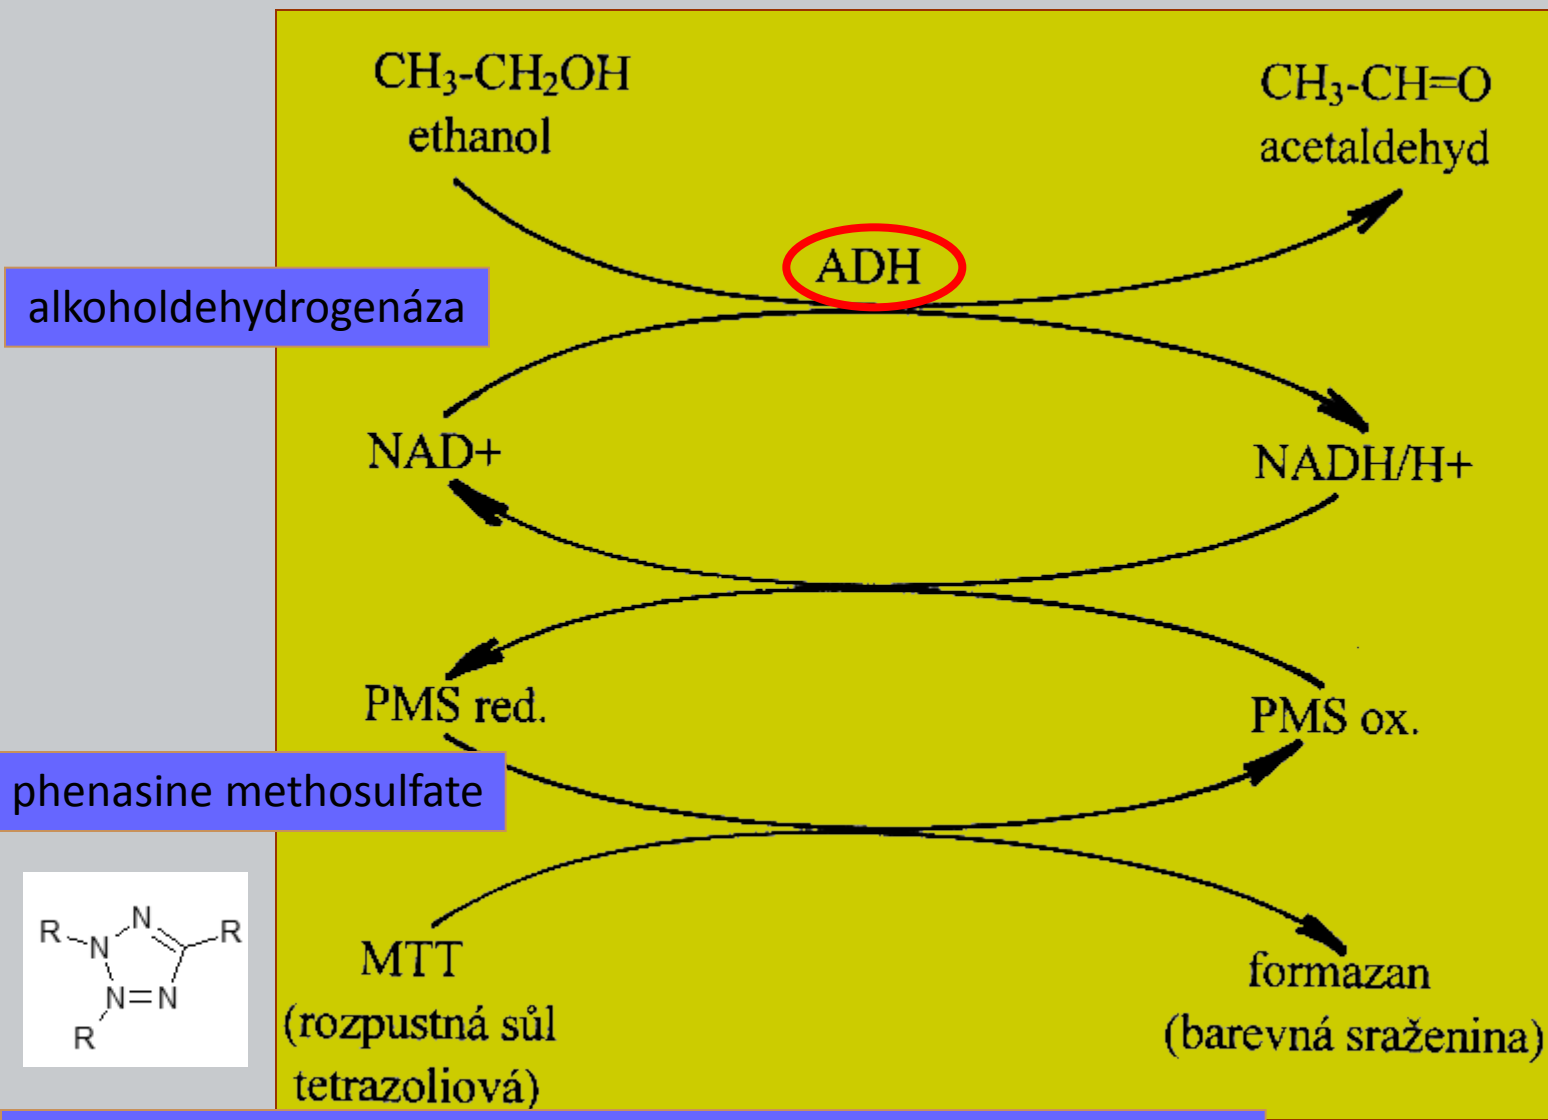 CH₃-CH₂OH
ethanol
CH₃-CH=O
acetaldehyd
ADH
alkoholdehydrogenáza
NAD+
NADH/H+
PMS red.
PMS ox.
phenasine methosulfate
MTT
(rozpustná sůl
tetrazoliová)
formazan
(barevná sraženina)
R
N
N
R
N=N
R